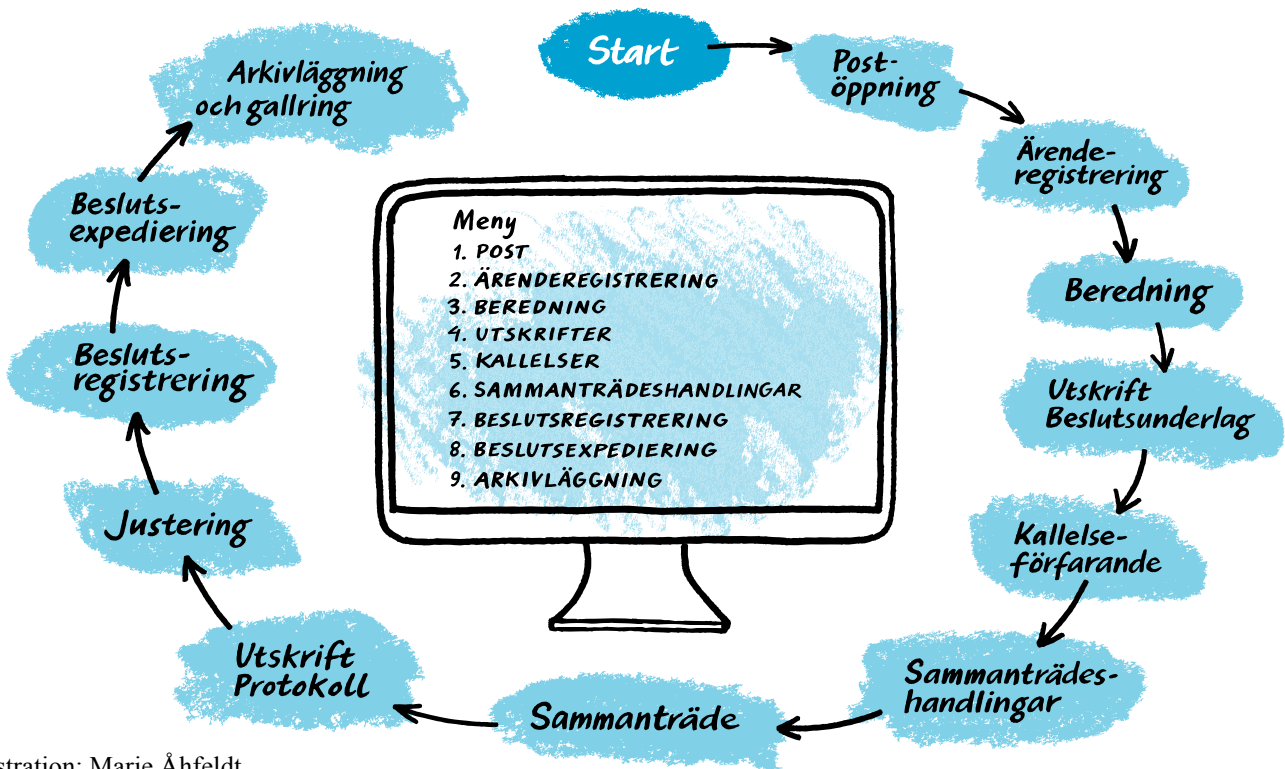 Start
Post-
öppning
Ärende-
registrering
Beredning
Utskrift
Beslutsunderlag
Kallelse-
förfarande
Sammanträdes-
handlingar
Sammanträde
Utskrift
Protokoll
Justering
Besluts-
registrering
Besluts-
expediering
Arkivläggning
och gallring
Meny
1. POST
2. ÄRENDEREGISTRERING
3. BEREDNING
4. UTSKRIFTER
5. KALLELSER
6. SAMMANTRÄDESHANDLINGAR
7. BESLUTSREGISTRERING
8. BESLUTSEXPEDIERING
9. ARKIVLÄGGNING
stration: Marie Åhfeldt